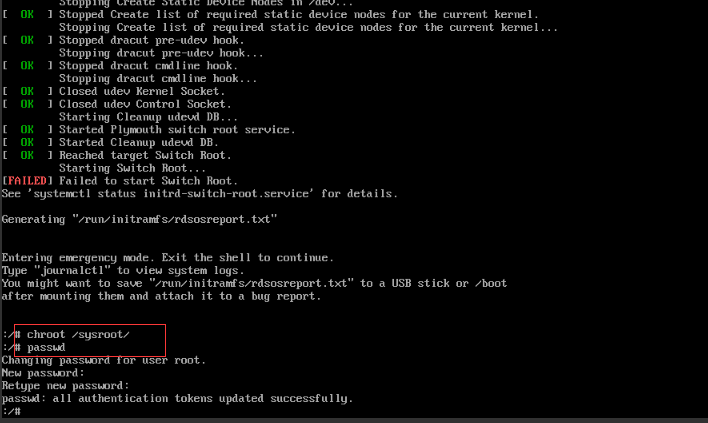 Stopping Create Static Device Nodes in /dev...
[  OK  ] Stopped Create list of required static device nodes for the current kernel.
Stopping Create list of required static device nodes for the current kernel...
[  OK  ] Stopped dracut pre-udev hook.
Stopping dracut pre-udev hook...
[  OK  ] Stopped dracut cmdline hook.
Stopping dracut cmdline hook...
[  OK  ] Closed udev Kernel Socket.
[  OK  ] Closed udev Control Socket.
Starting Cleanup udevd DB...
[  OK  ] Started Plymouth switch root service.
[  OK  ] Started Cleanup udevd DB.
[  OK  ] Reached target Switch Root.
Starting Switch Root...
[FAILED] Failed to start Switch Root.
See 'systemctl status initrd-switch-root.service' for details.
Generating "/run/initramfs/rdsosreport.txt"
Entering emergency mode. Exit the shell to continue.
Type "journalctl" to view system logs.
You might want to save "/run/initramfs/rdsosreport.txt" to a USB stick or /boot
after mounting them and attach it to a bug report.
:/# chroot /sysroot/
:/# passwd
Changing password for user root.
New password:
Retype new password:
passwd: all authentication tokens updated successfully.
:/#